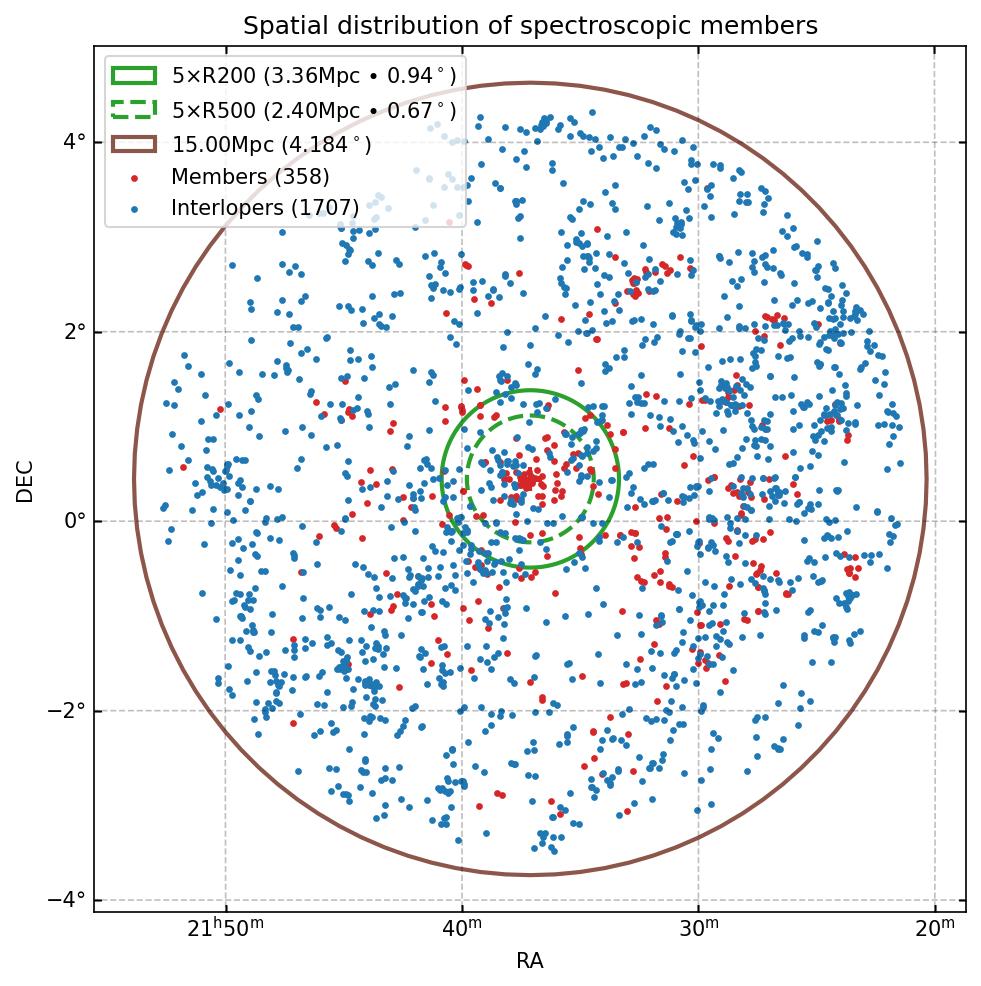 Spatial distribution of spectroscopic members
5×R200 (3.36Mpc • 0.94°)
5×R500 (2.40Mpc • 0.67°)
15.00Mpc (4.184°)
Members (358)
Interlopers (1707)
4°
2°
0°
−2°
−4°
DEC
21ʰ50ᵐ 40ᵐ 30ᵐ 20ᵐ
RA